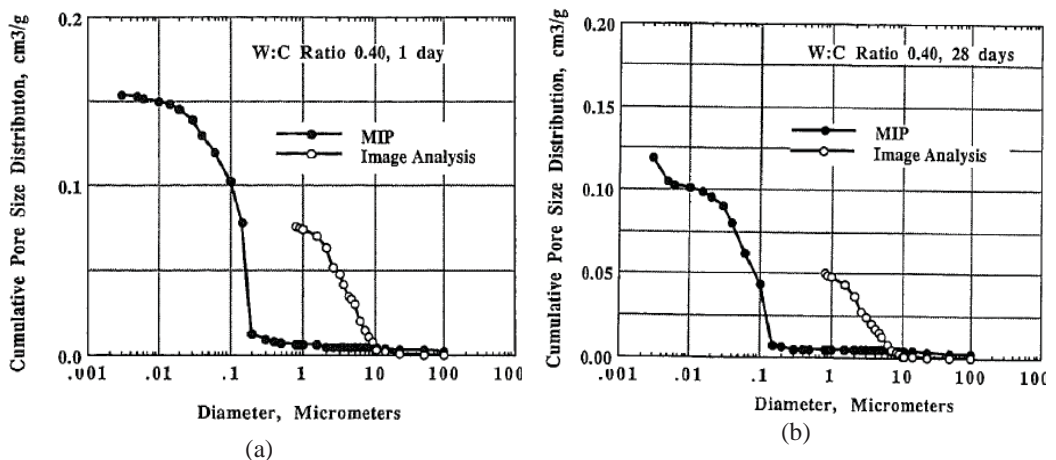 Cumulative Pore Size Distributon, cm3/g
0.2
0.1
0.0
W:C Ratio 0.40, 1 day
MIP
Image Analysis
.001 .01 .1 1 10 100
Diameter, Micrometers
(a)
Cumulative Pore Size Distribution, cm3/g
0.20
0.15
0.10
0.05
0.00
W:C Ratio 0.40, 28 days
MIP
Image Analysis
.001 .01 .1 1 10 100
Diameter, Micrometers
(b)